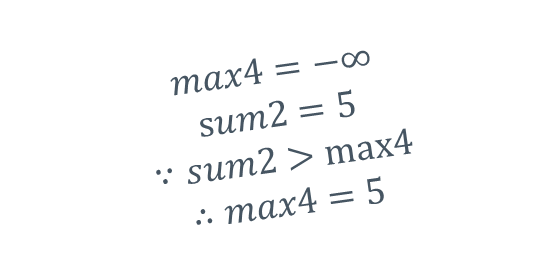 max4 = −∞
sum2 = 5
∵ sum2 > max4
∴ max4 = 5